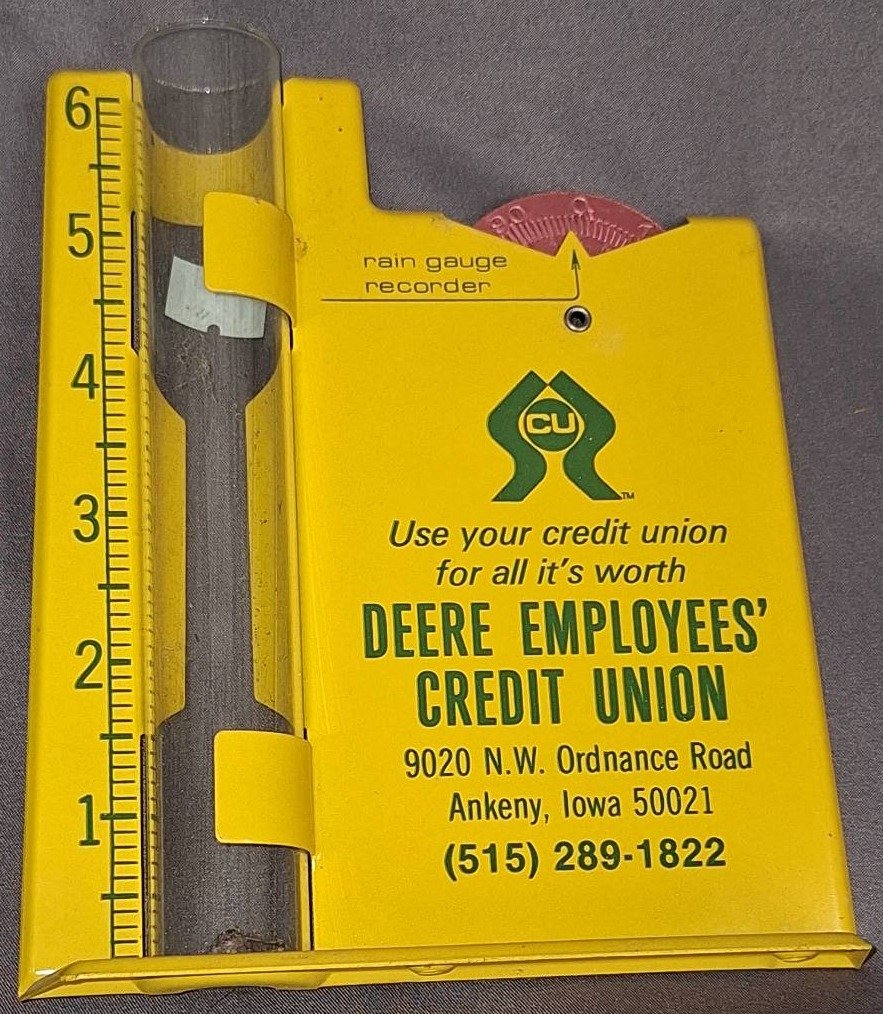 6
5
4
3
2
1
rain gauge
recorder
CU
TM
Use your credit union
for all it's worth
DEERE EMPLOYEES'
CREDIT UNION
9020 N.W. Ordnance Road
Ankeny, Iowa 50021
(515) 289-1822